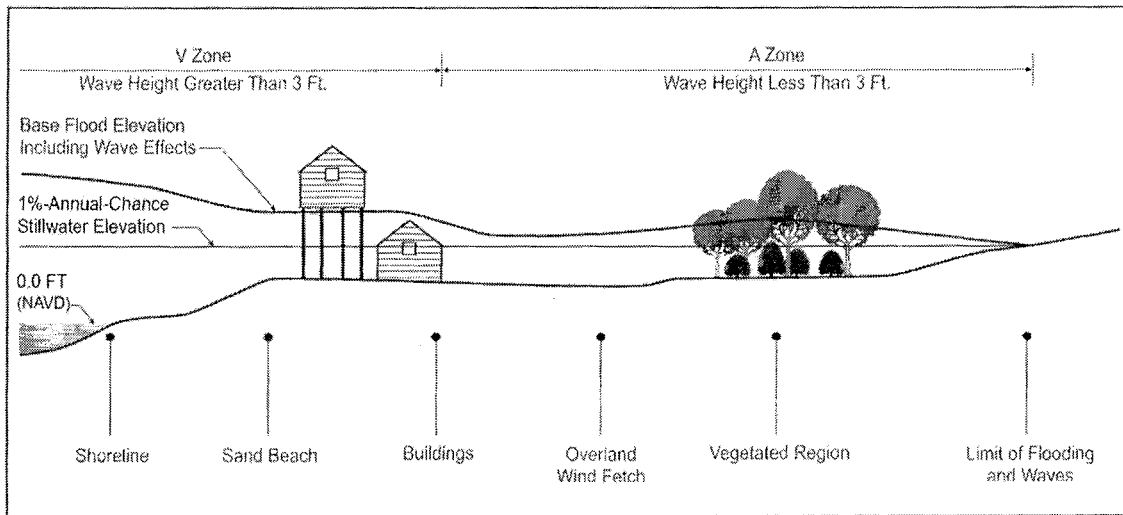 V Zone
Wave Height Greater Than 3 Ft.
A Zone
Wave Height Less Than 3 Ft.
Base Flood Elevation
Including Wave Effects
1%-Annual-Chance
Stillwater Elevation
0.0 FT
(NAVD)
Shoreline
Sand Beach
Buildings
Overland
Wind Fetch
Vegetated Region
Limit of Flooding
and Waves